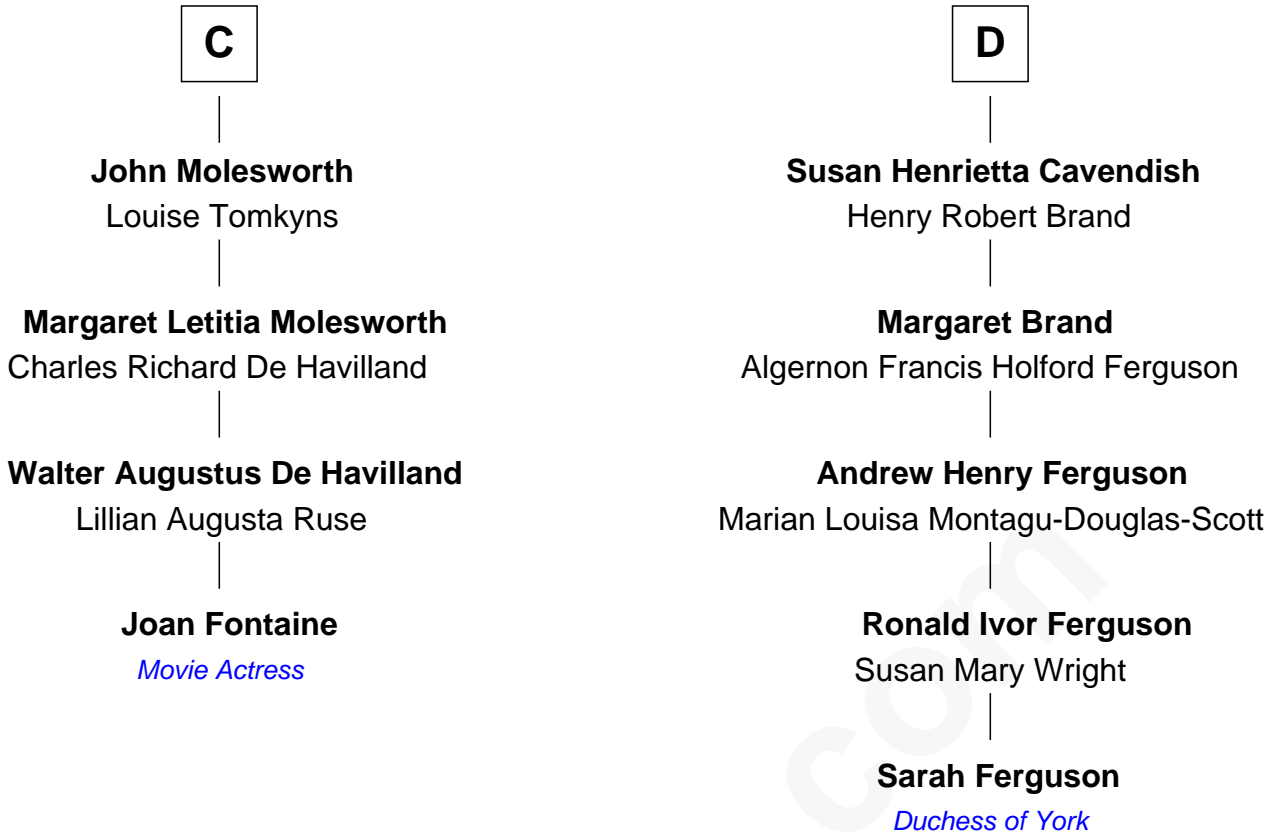 C
John Molesworth
Louise Tomkyns
Margaret Letitia Molesworth
Charles Richard De Havilland
Walter Augustus De Havilland
Lillian Augusta Ruse
Joan Fontaine
Movie Actress
D
Susan Henrietta Cavendish
Henry Robert Brand
Margaret Brand
Algernon Francis Holford Ferguson
Andrew Henry Ferguson
Marian Louisa Montagu-Douglas-Scott
Ronald Ivor Ferguson
Susan Mary Wright
Sarah Ferguson
Duchess of York
com